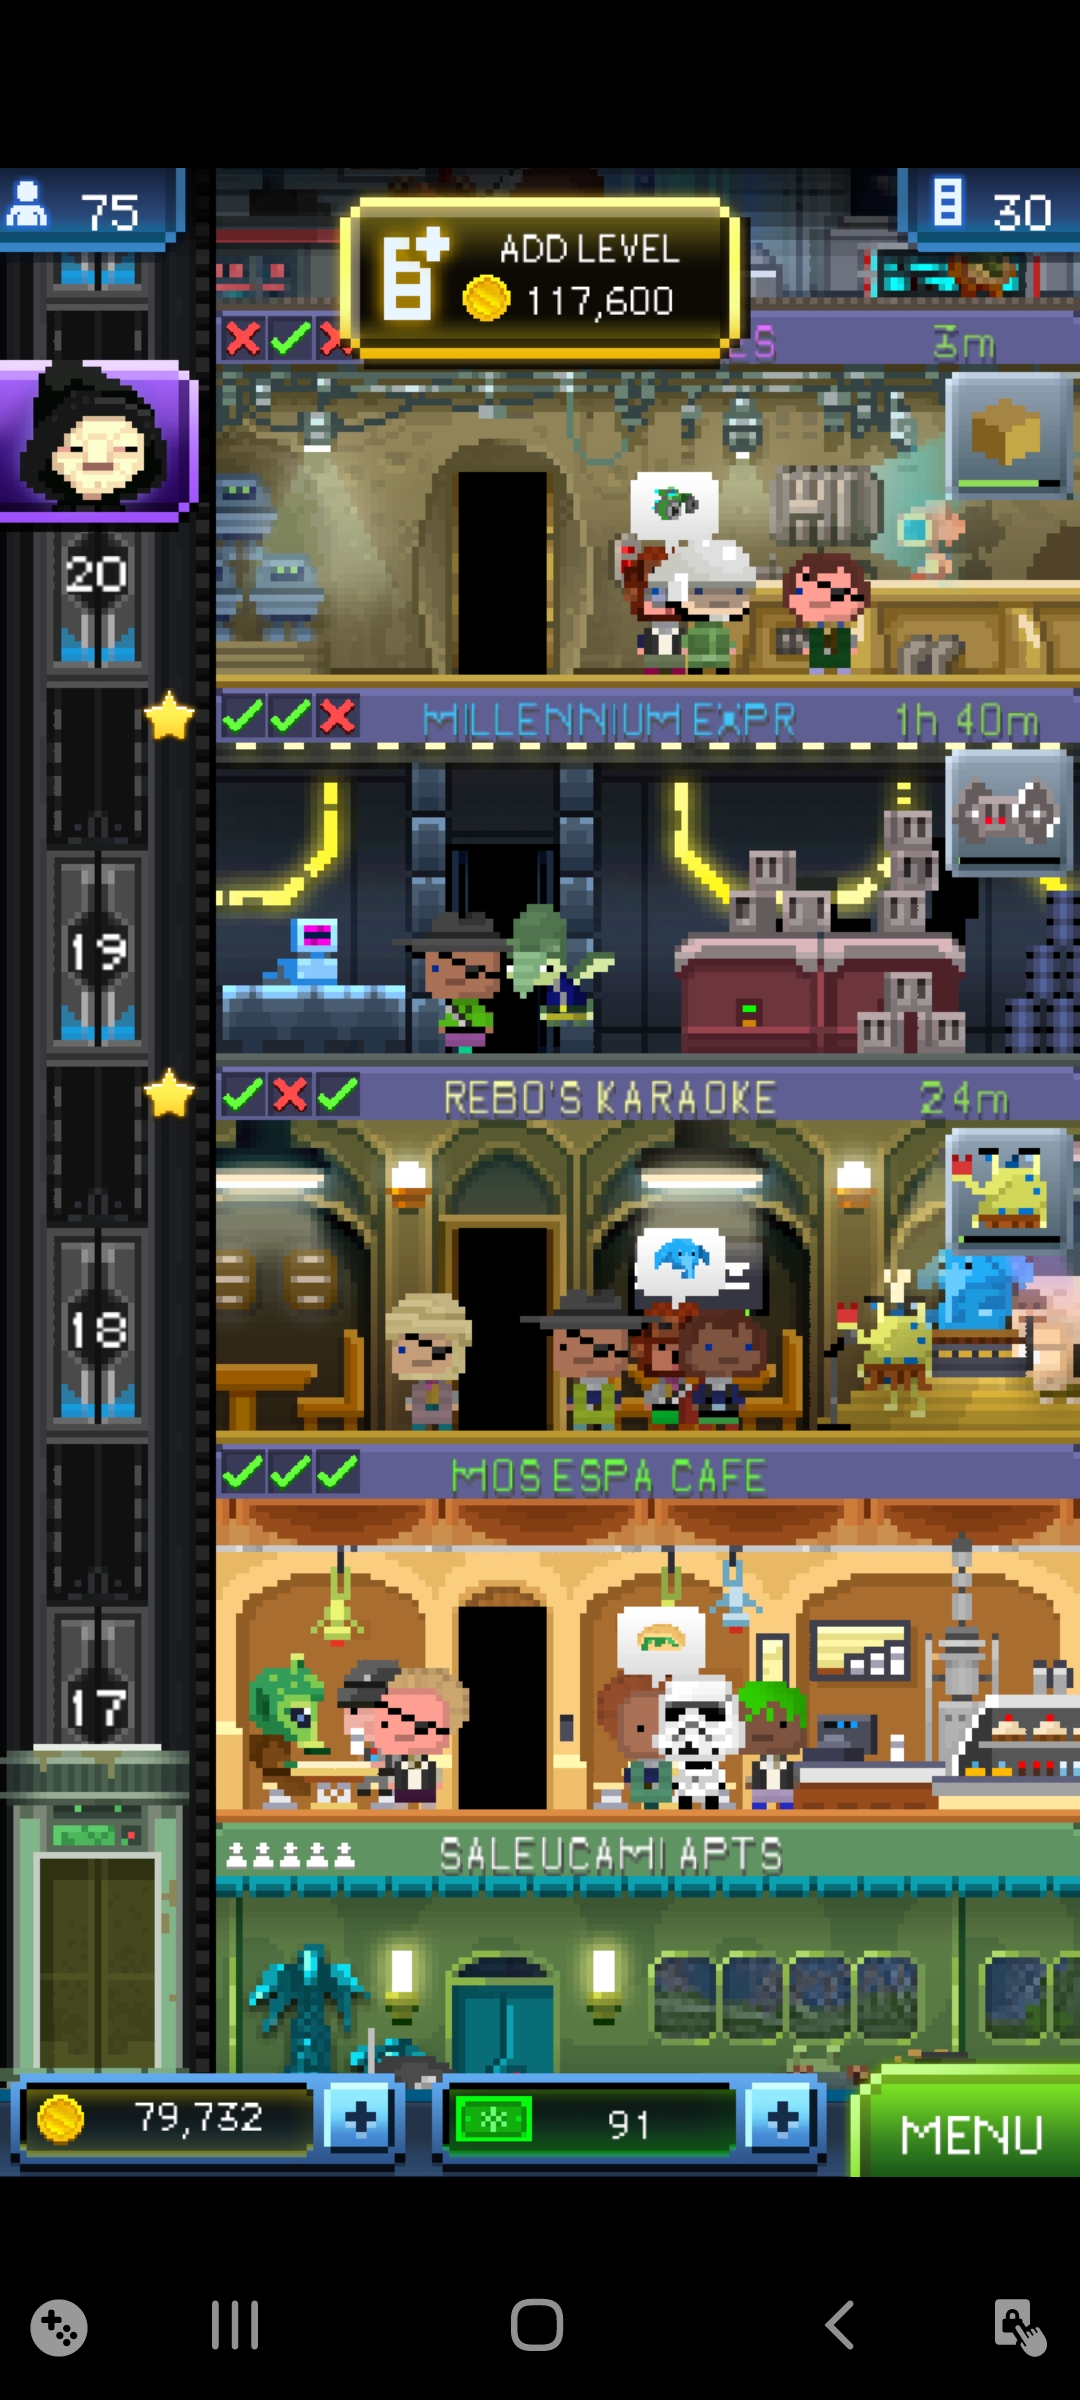 75
30
ADD LEVEL
117,600
3m
20
MILLENNIUM EXPR
1h 40m
19
REBO'S KARAOKE
24m
18
MOS ESPA CAFE
17
SALEUCAMI APTS
79,732
91
MENU